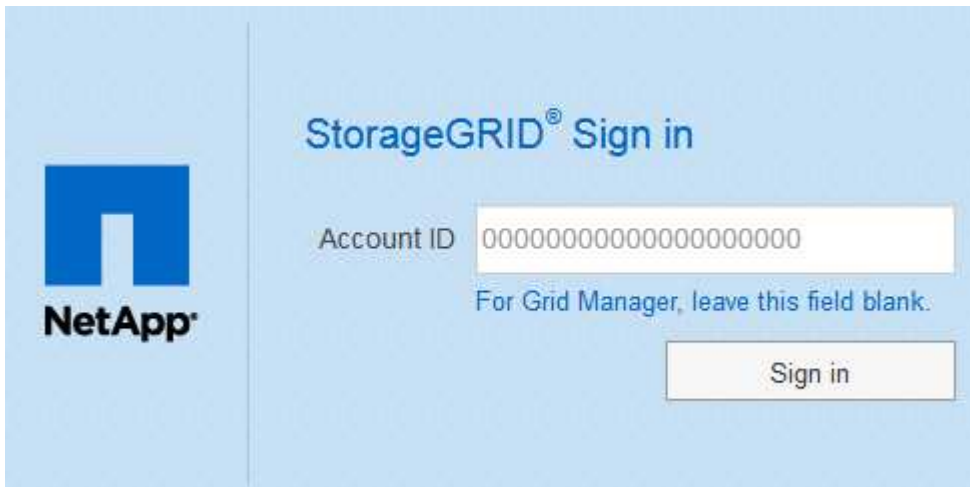 StorageGRID® Sign in
Account ID 00000000000000000000
For Grid Manager, leave this field blank.
NetApp®
Sign in